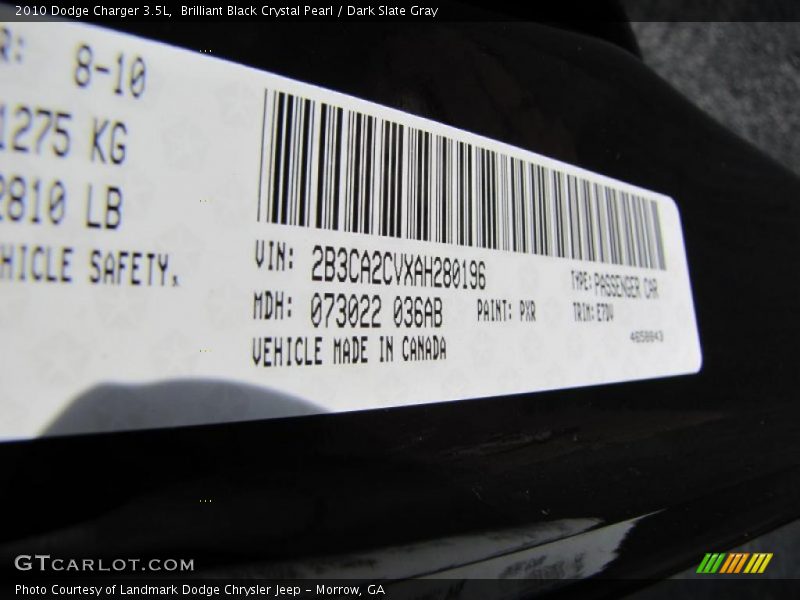 2010 Dodge Charger 3.5L, Brilliant Black Crystal Pearl / Dark Slate Gray
R: 8-10
1275 KG
2810 LB
HICLE SAFETY.
VIN: 2B3CA2CVXAH280196
TYPE: PASSENGER CAR
MDH: 073022 036AB
PAINT: PXR
TRIM: E7DV
VEHICLE MADE IN CANADA
4658843
GTCARLOT.COM
Photo Courtesy of Landmark Dodge Chrysler Jeep - Morrow, GA